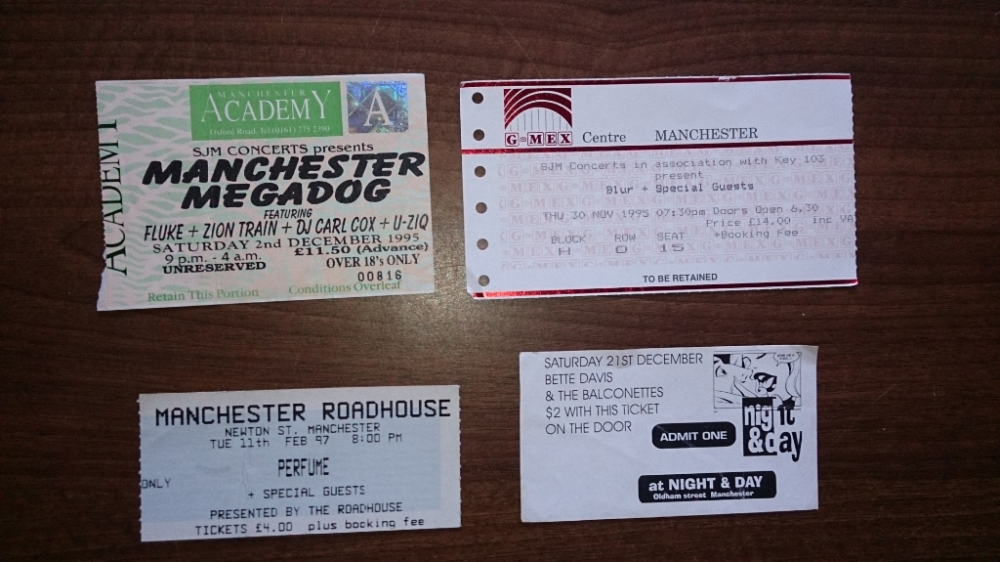 MANCHESTER
ACADEMY
Oxford Road, Tel:(0161) 275 2390
A
ACADEMY
SJM CONCERTS presents
MANCHESTER
MEGADOG
FEATURING
FLUKE + ZION TRAIN + DJ CARL COX + U-ZIQ
SATURDAY 2nd DECEMBER 1995
9 p.m. - 4 a.m. £11.50 (Advance)
UNRESERVED OVER 18's ONLY
00816
Retain This Portion Conditions Overleaf
G-MEX Centre MANCHESTER
SJM Concerts in association with Key 103
present
Blur + Special Guests
THU 30 NOV 1995 07:30pm Doors Open 6.30
Price £14.00 inc VA
BLOCK ROW SEAT +Booking Fee
H O 15
TO BE RETAINED
MANCHESTER ROADHOUSE
NEWTON ST. MANCHESTER
TUE 11th FEB 97 8:00 PM
PERFUME
ONLY
+ SPECIAL GUESTS
PRESENTED BY THE ROADHOUSE
TICKETS £4.00 plus booking fee
SATURDAY 21ST DECEMBER
BETTE DAVIS
& THE BALCONETTES
$2 WITH THIS TICKET
ON THE DOOR
ADMIT ONE
night
&day
at NIGHT & DAY
Oldham street Manchester